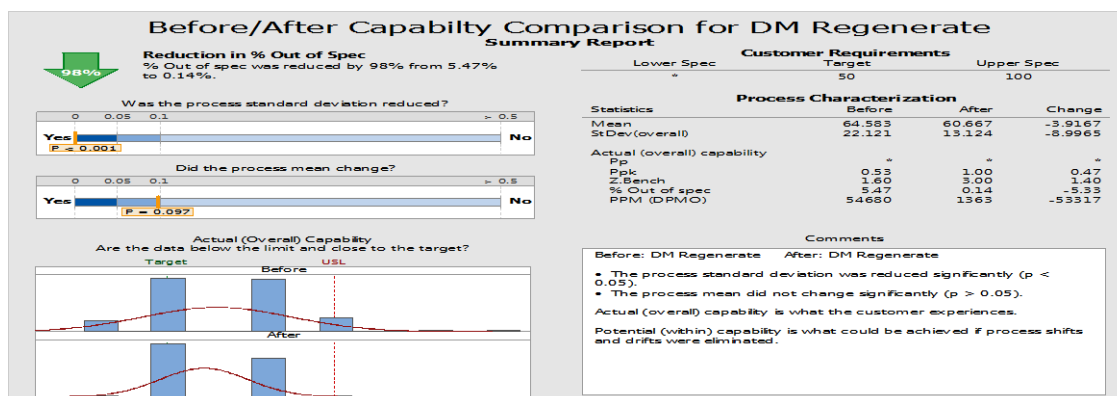 Before/After Capabilty Comparison for DM Regenerate
Summary Report
98%
Reduction in % Out of Spec
% Out of spec was reduced by 98% from 5.47%
to 0.14%.
Was the process standard deviation reduced?
0 0.05 0.1 > 0.5
Yes No
P < 0.001
Did the process mean change?
0 0.05 0.1 > 0.5
Yes No
P = 0.097
Actual (Overall) Capability
Are the data below the limit and close to the target?
Target USL
Before
After
Customer Requirements
Lower Spec Target Upper Spec
* 50 100
Process Characterization
Statistics Before After Change
Mean 64.583 60.667 -3.9167
StDev(overall) 22.121 13.124 -8.9965
Actual (overall) capability
Pp * * *
Ppk 0.53 1.00 0.47
Z.Bench 1.60 3.00 1.40
% Out of spec 5.47 0.14 -5.33
PPM (DPMO) 54680 1363 -53317
Comments
Before: DM Regenerate After: DM Regenerate
• The process standard deviation was reduced significantly (p <
0.05).
• The process mean did not change significantly (p > 0.05).
Actual (overall) capability is what the customer experiences.
Potential (within) capability is what could be achieved if process shifts
and drifts were eliminated.